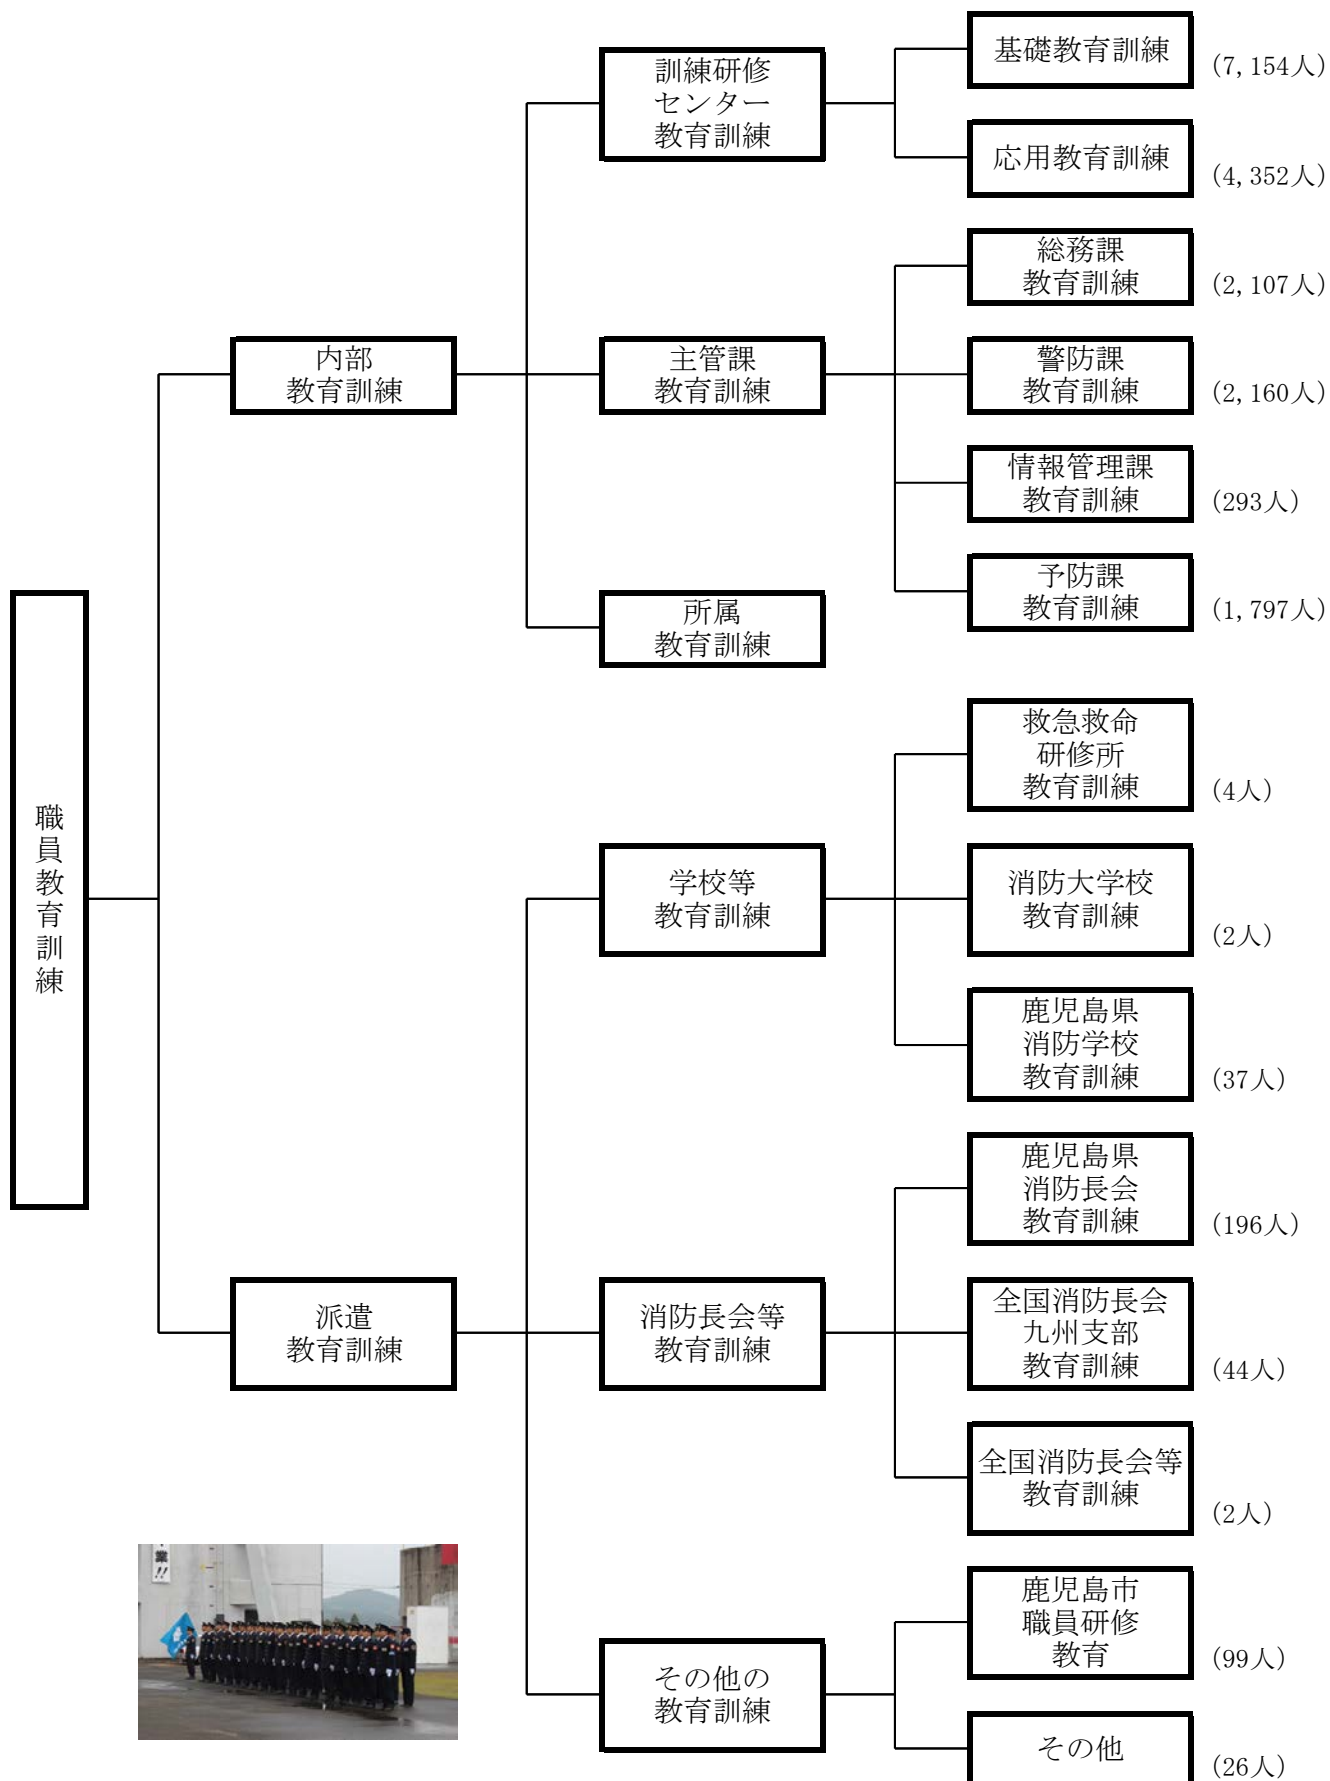 職員教育訓練
内部
教育訓練
派遣
教育訓練
訓練研修
センター
教育訓練
主管課
教育訓練
所属
教育訓練
学校等
教育訓練
消防長会等
教育訓練
その他の
教育訓練
基礎教育訓練
(7,154人)
応用教育訓練
(4,352人)
総務課
教育訓練
(2,107人)
警防課
教育訓練
(2,160人)
情報管理課
教育訓練
(293人)
予防課
教育訓練
(1,797人)
救急救命
研修所
教育訓練
(4人)
消防大学校
教育訓練
(2人)
鹿児島県
消防学校
教育訓練
(37人)
鹿児島県
消防長会
教育訓練
(196人)
全国消防長会
九州支部
教育訓練
(44人)
全国消防長会等
教育訓練
(2人)
鹿児島市
職員研修
教育
(99人)
その他
(26人)
業!!